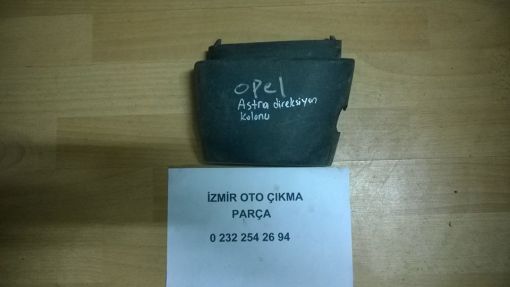 opel
Astra direksiyon
kolonu
İZMİR OTO ÇIKMA
PARÇA
0 232 254 26 94